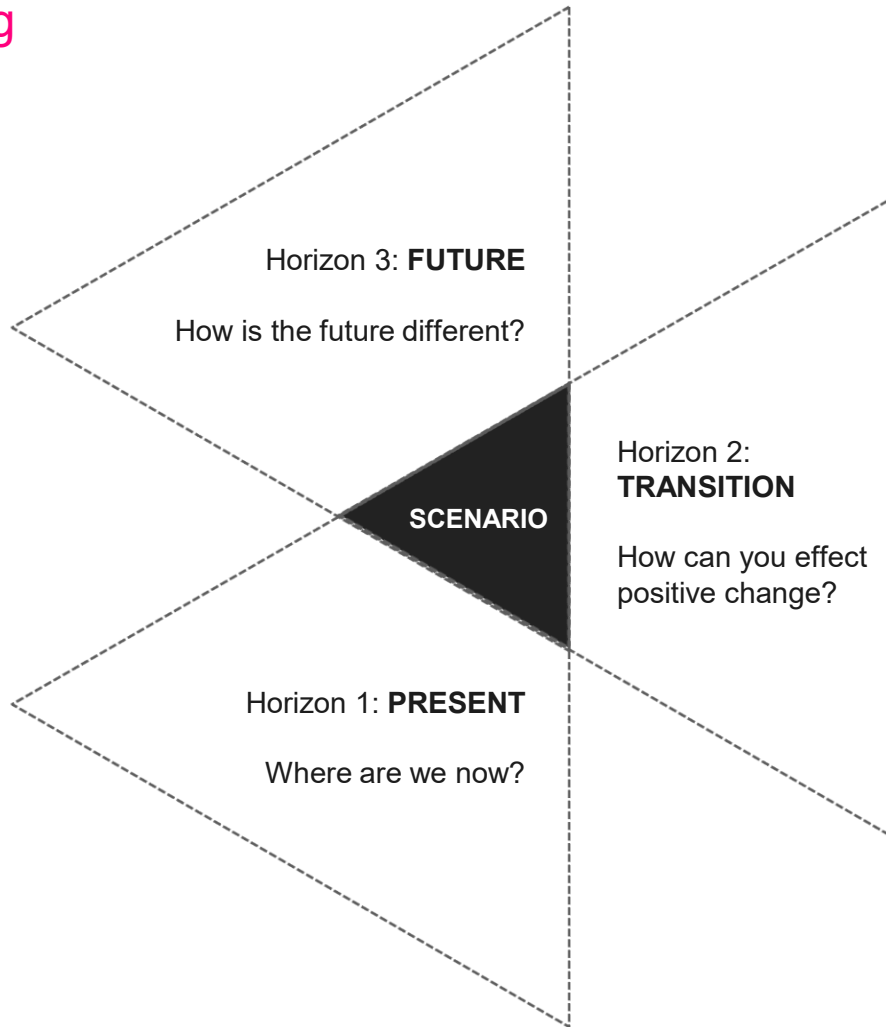 g
Horizon 3: FUTURE
How is the future different?
Horizon 2:
TRANSITION
SCENARIO
How can you effect
positive change?
Horizon 1: PRESENT
Where are we now?